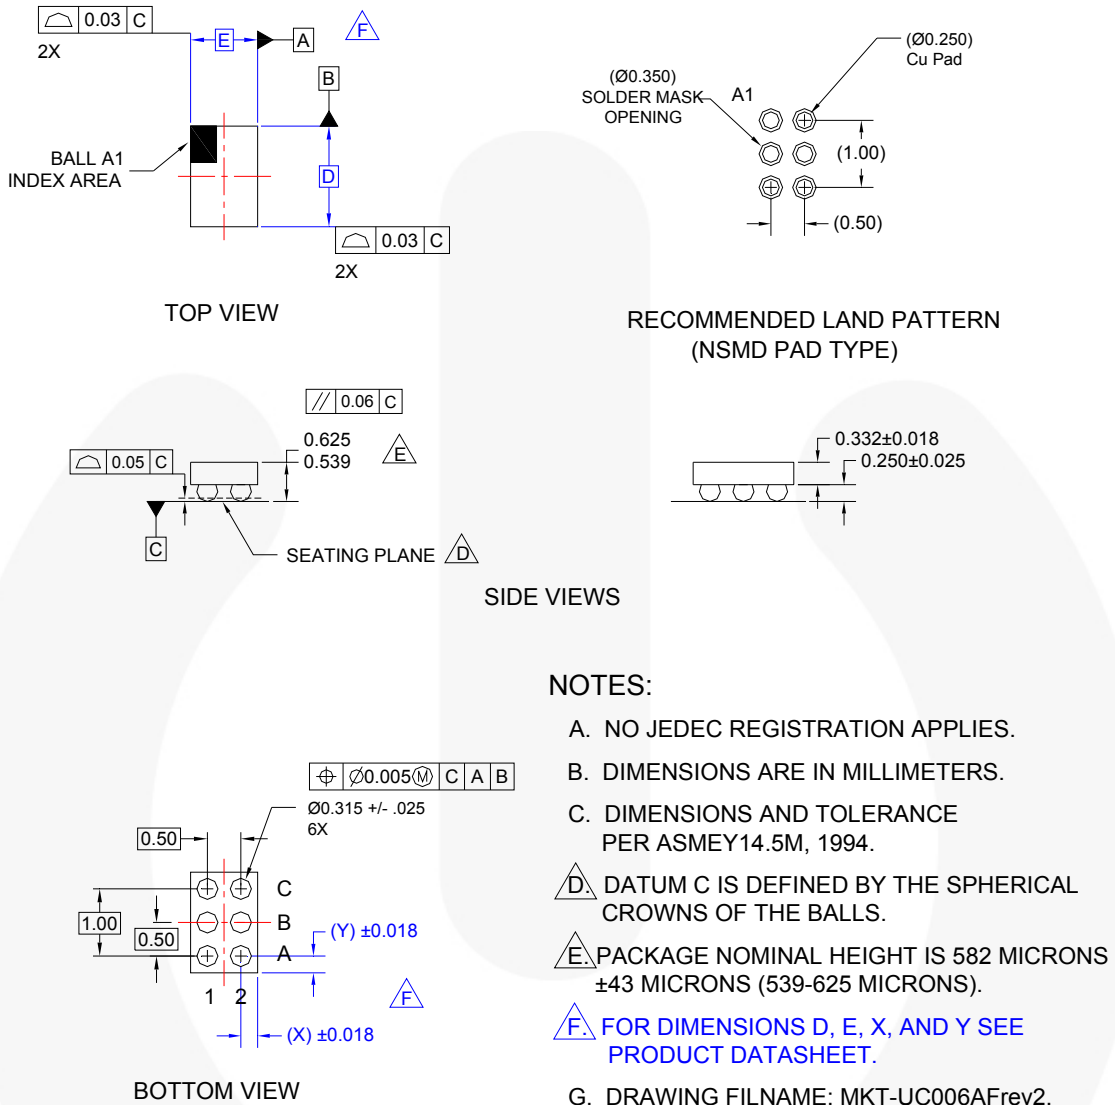 0.03 C
2X
E
A
F
B
BALL A1
INDEX AREA
D
0.03 C
2X
TOP VIEW
(Ø0.250)
Cu Pad
(Ø0.350)
SOLDER MASK
OPENING
A1
(1.00)
(0.50)
RECOMMENDED LAND PATTERN
(NSMD PAD TYPE)
// 0.06 C
0.625
0.539
E
0.05 C
C
SEATING PLANE D
0.332±0.018
0.250±0.025
SIDE VIEWS
Ø0.005Ⓜ C A B
Ø0.315 +/- .025
6X
0.50
C
B
A
1.00
0.50
(Y) ±0.018
1 2
F
(X) ±0.018
BOTTOM VIEW
NOTES:
A. NO JEDEC REGISTRATION APPLIES.
B. DIMENSIONS ARE IN MILLIMETERS.
C. DIMENSIONS AND TOLERANCE
PER ASMEY14.5M, 1994.
D. DATUM C IS DEFINED BY THE SPHERICAL
CROWNS OF THE BALLS.
E. PACKAGE NOMINAL HEIGHT IS 582 MICRONS
±43 MICRONS (539-625 MICRONS).
F. FOR DIMENSIONS D, E, X, AND Y SEE
PRODUCT DATASHEET.
G. DRAWING FILNAME: MKT-UC006AFrev2.